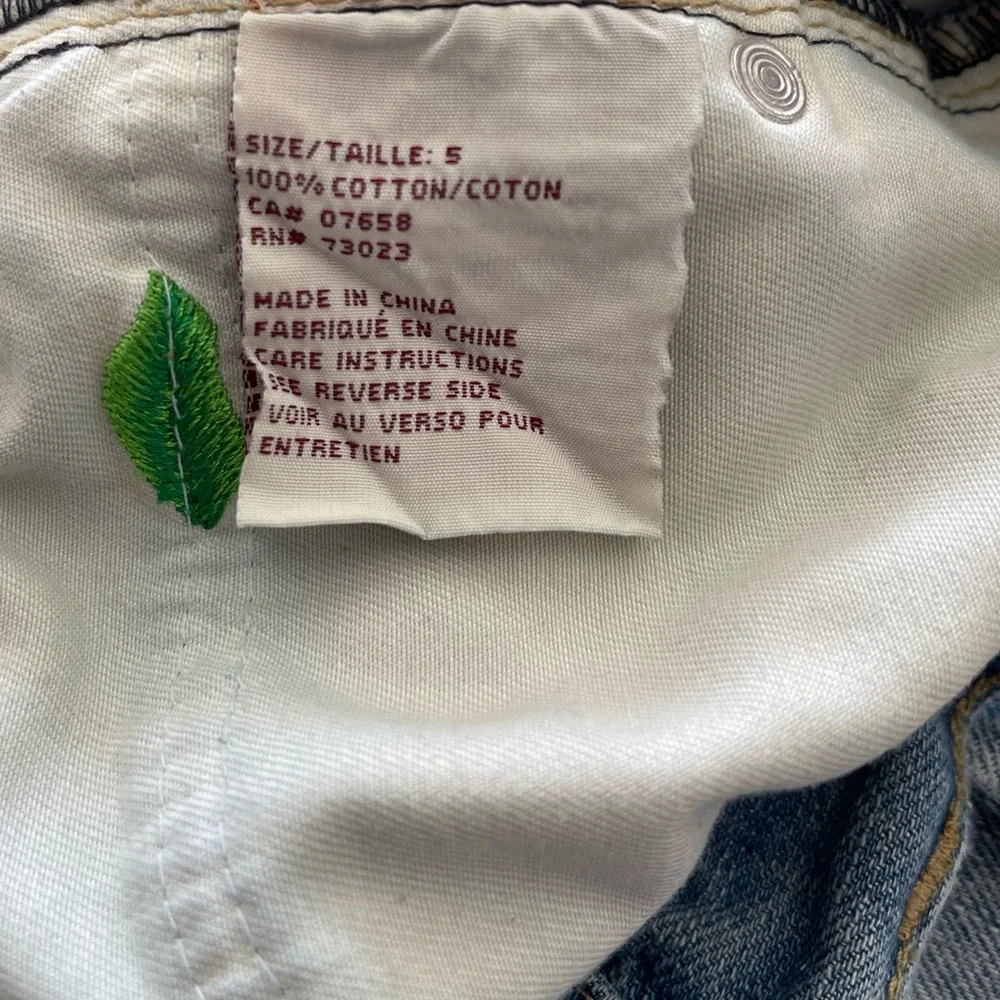 SIZE/TAILLE: 5
100% COTTON/COTON
CA# 07658
RN# 73023
MADE IN CHINA
FABRIQUÉ EN CHINE
CARE INSTRUCTIONS
SEE REVERSE SIDE
VOIR AU VERSO POUR
ENTRETIEN